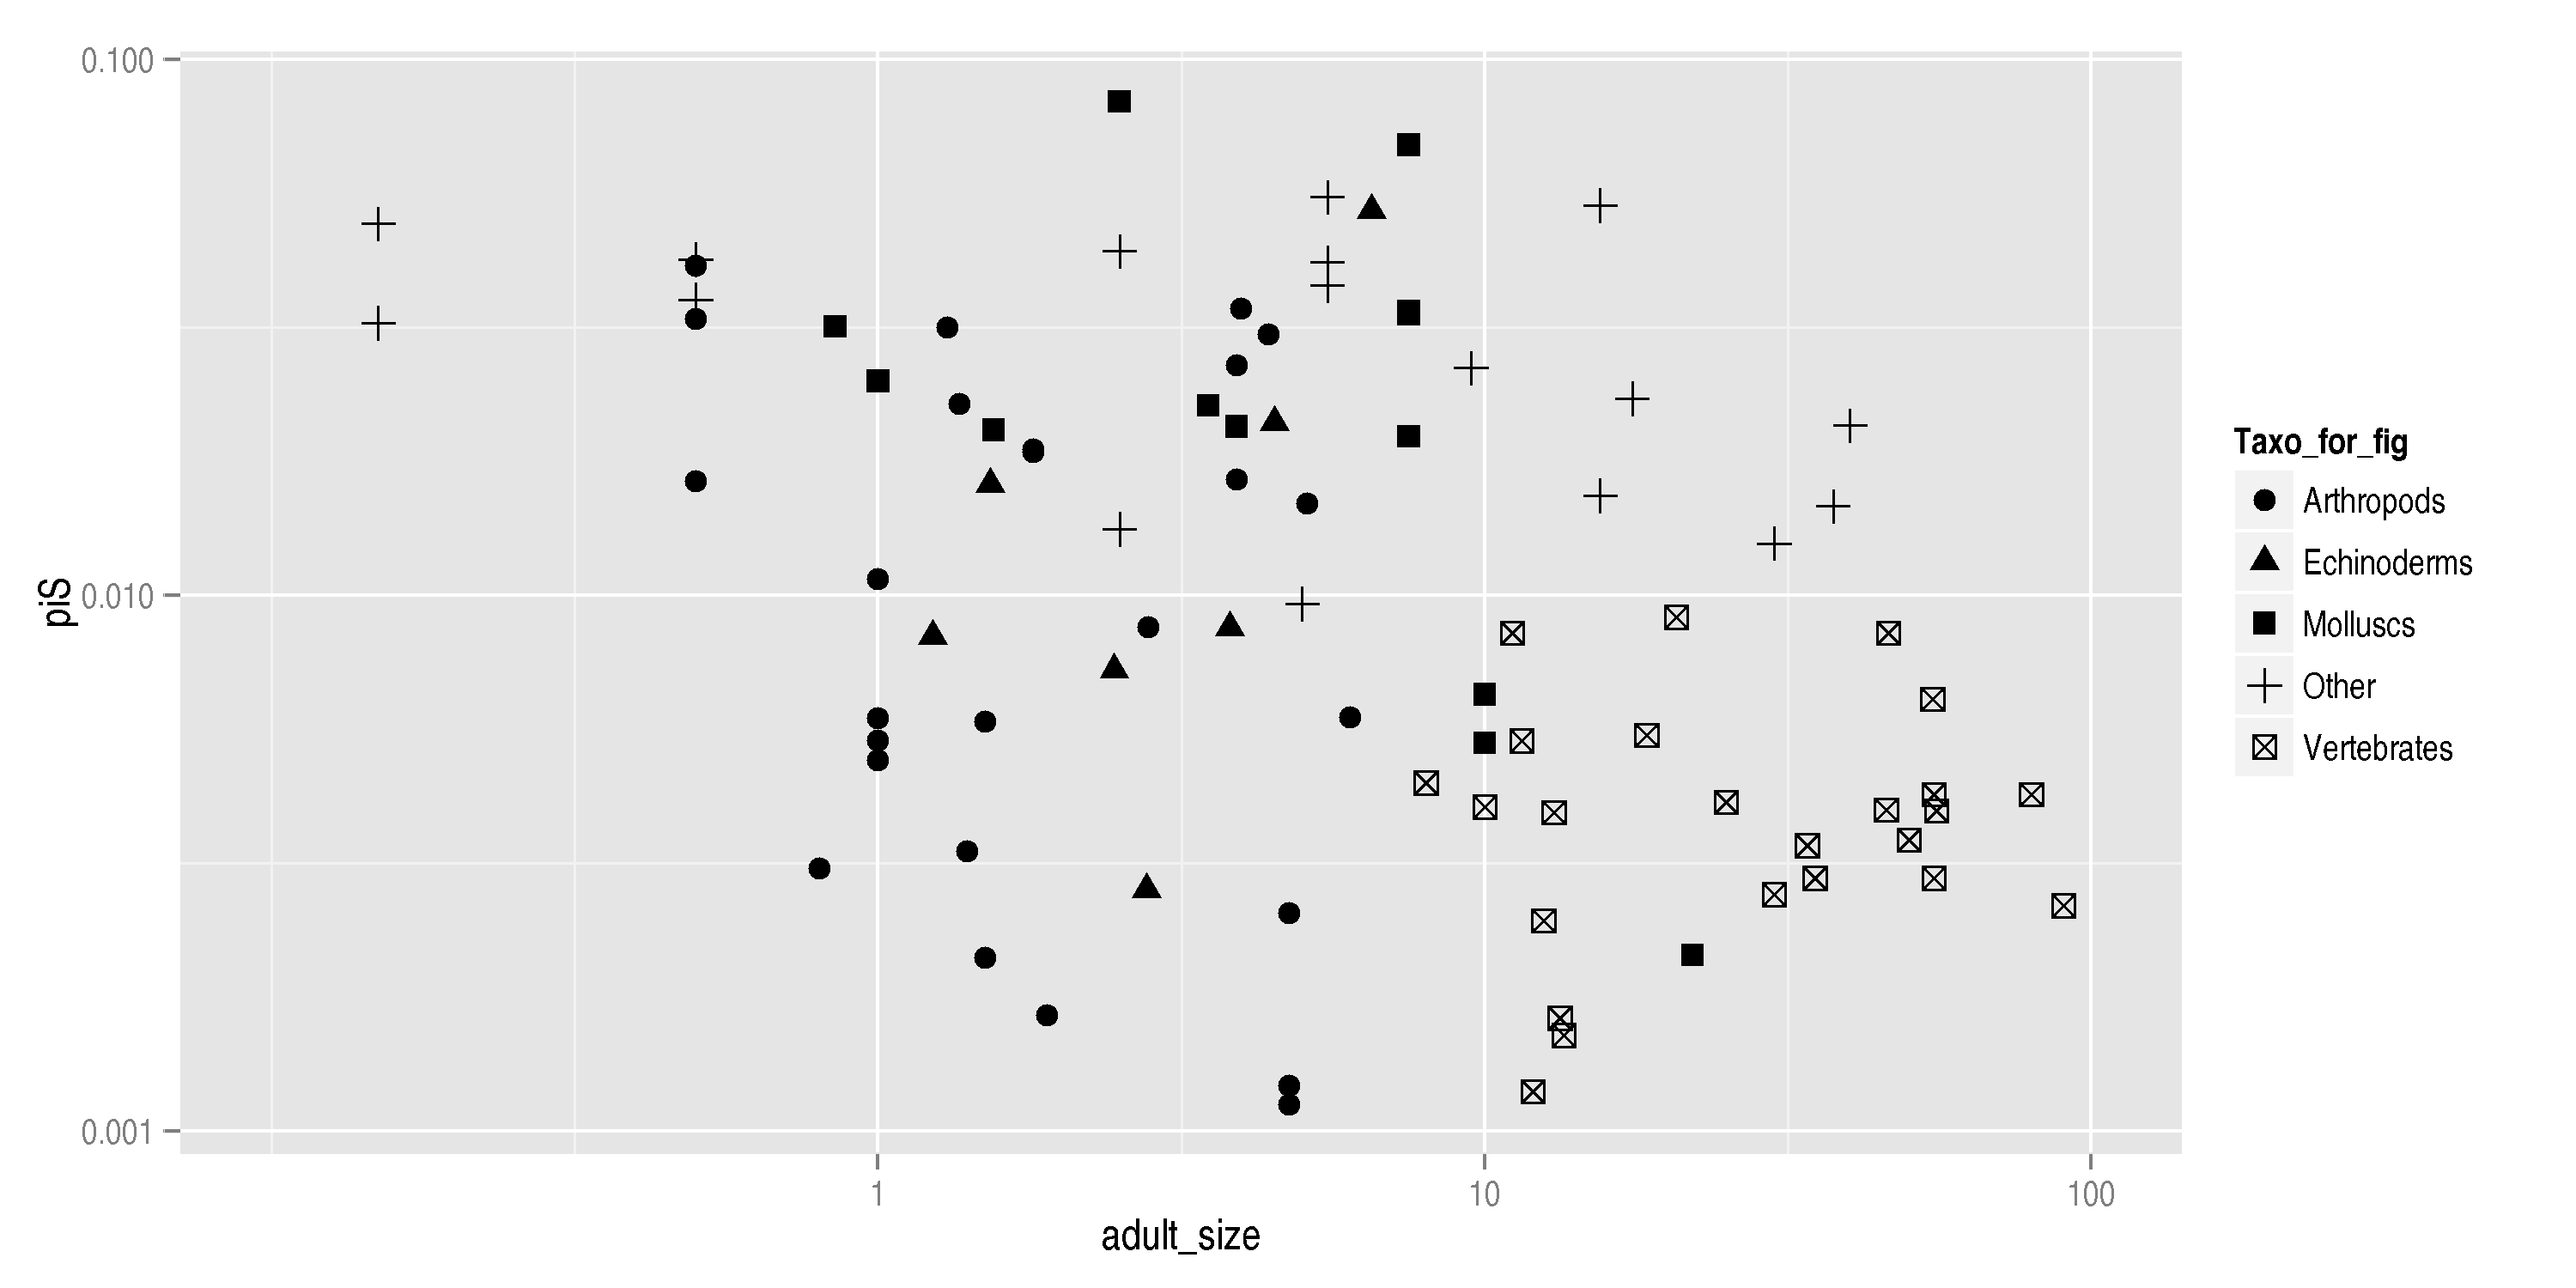 0.100
0.010
0.001
piS
1
10
100
adult_size
Taxo_for_fig
Arthropods
Echinoderms
Molluscs
Other
Vertebrates